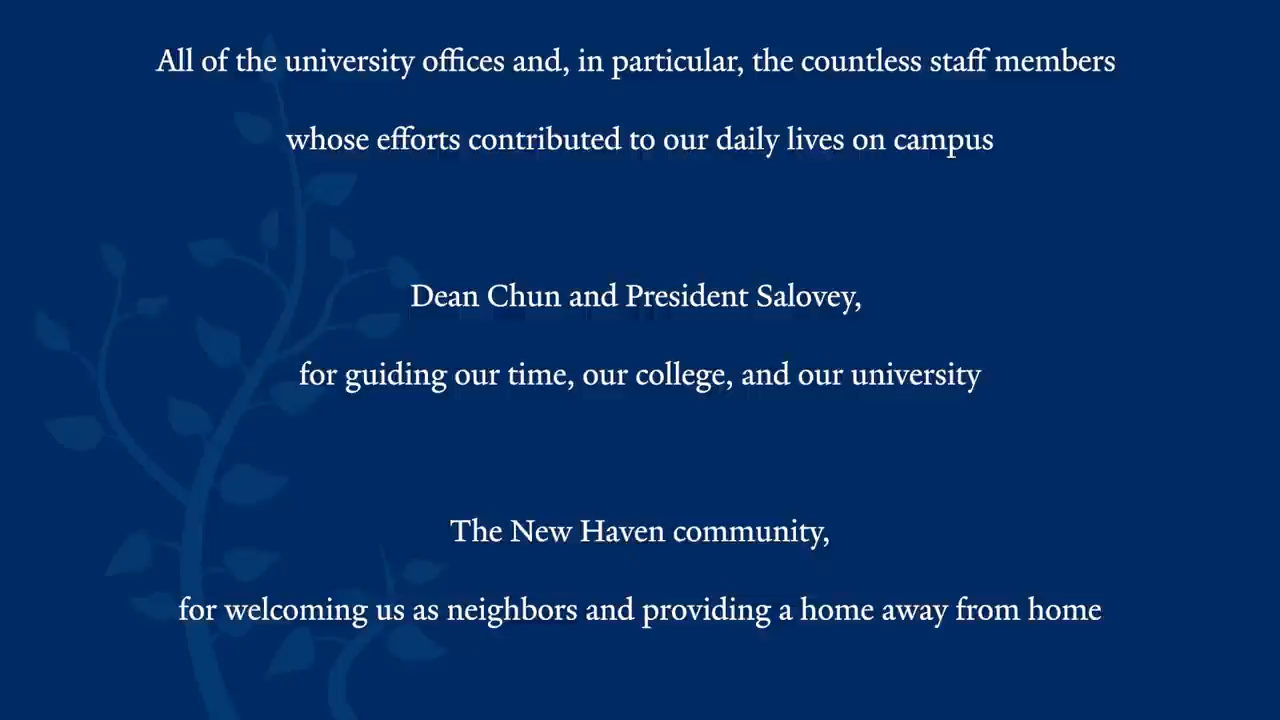 All of the university offices and, in particular, the countless staff members
whose efforts contributed to our daily lives on campus
Dean Chun and President Salovey,
for guiding our time, our college, and our university
The New Haven community,
for welcoming us as neighbors and providing a home away from home